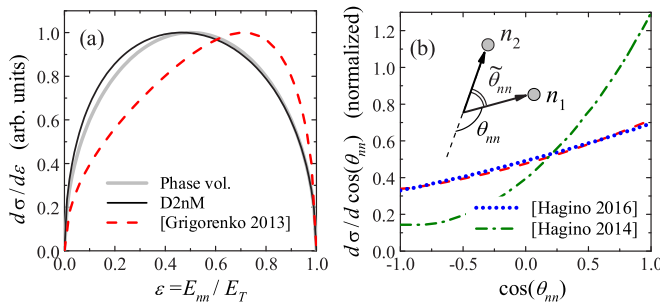 (a)
1.0
0.8
0.6
0.4
0.2
0.0
dσ/dε (arb. units)
Phase vol.
D2nM
[Grigorenko 2013]
0.0 0.2 0.4 0.6 0.8 1.0
ε = E_nn / E_T
(b)
1.2
1.0
0.8
0.6
0.4
0.2
0.0
dσ/d cos(θ_nn) (normalized)
n_2
θ̃_nn
n_1
θ_nn
[Hagino 2016]
[Hagino 2014]
-1.0 -0.5 0.0 0.5 1.0
cos(θ_nn)